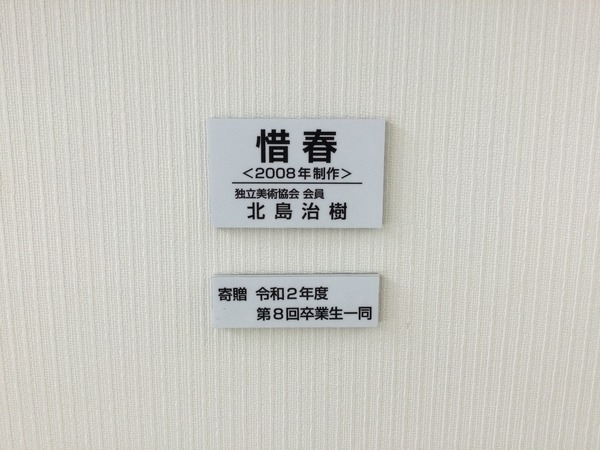 惜春
<2008年制作>
独立美術協会 会員
北島治樹
寄贈 令和2年度
第8回卒業生一同